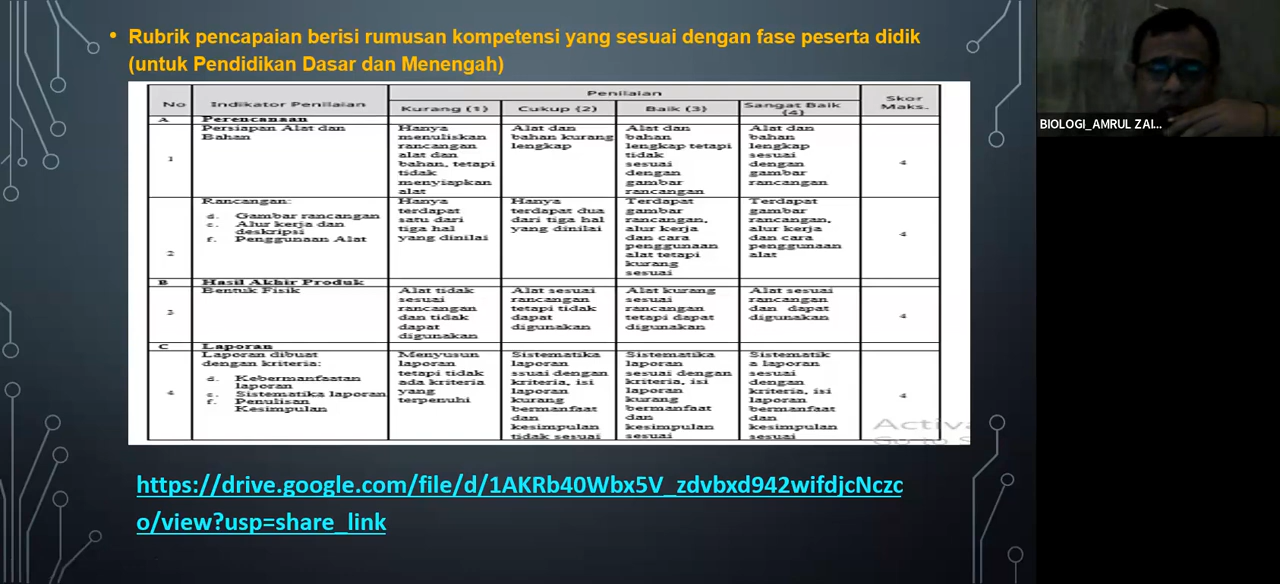 • Rubrik pencapaian berisi rumusan kompetensi yang sesuai dengan fase peserta didik
(untuk Pendidikan Dasar dan Menengah)
BIOLOGI_AMRUL ZAI...
No
Indikator Penilaian
Penilaian
Kurang (1)
Cukup (2)
Baik (3)
Sangat Baik
(4)
Skor
Maks.
A
Perencanaan
1
Persiapan Alat dan
Bahan
Hanya
menuliskan
rancangan
alat dan
bahan, tetapi
tidak
menyiapkan
alat
Alat dan
bahan kurang
lengkap
Alat dan
bahan
lengkap tetapi
tidak
sesuai
dengan
gambar
rancangan
Alat dan
bahan
lengkap
sesuai
dengan
gambar
rancangan
4
2
Rancangan:
d. Gambar rancangan
e. Alur kerja dan
deskripsi
f. Penggunaan Alat
Hanya
terdapat
satu dari
tiga hal
yang dinilai
Hanya
terdapat dua
dari tiga hal
yang dinilai
Terdapat
gambar
rancangan,
alur kerja
dan cara
penggunaan
alat tetapi
kurang
sesuai
Terdapat
gambar
rancangan,
alur kerja
dan cara
penggunaan
alat
4
B
Hasil Akhir Produk
3
Bentuk Fisik
Alat tidak
sesuai
rancangan
dan tidak
dapat
digunakan
Alat sesuai
rancangan
tetapi tidak
dapat
digunakan
Alat kurang
sesuai
rancangan
tetapi dapat
digunakan
Alat sesuai
rancangan
dan dapat
digunakan
4
C
Laporan
4
Laporan dibuat
dengan kriteria:
d. Kebermanfaatan
laporan
e. Sistematika laporan
f. Penulisan
Kesimpulan
Menyusun
laporan
tetapi tidak
ada kriteria
yang
terpenuhi
Sistematika
laporan
ssuai dengan
kriteria, isi
laporan
kurang
bermanfaat
dan
kesimpulan
tidak sesuai
Sistematika
laporan
sesuai dengan
kriteria, isi
laporan
kurang
bermanfaat
dan
kesimpulan
sesuai
Sistematik
a laporan
sesuai
dengan
kriteria, isi
laporan
bermanfaat
dan
kesimpulan
sesuai
4
https://drive.google.com/file/d/1AKRb40Wbx5V_zdvbxd942wifdjcNczc
o/view?usp=share_link